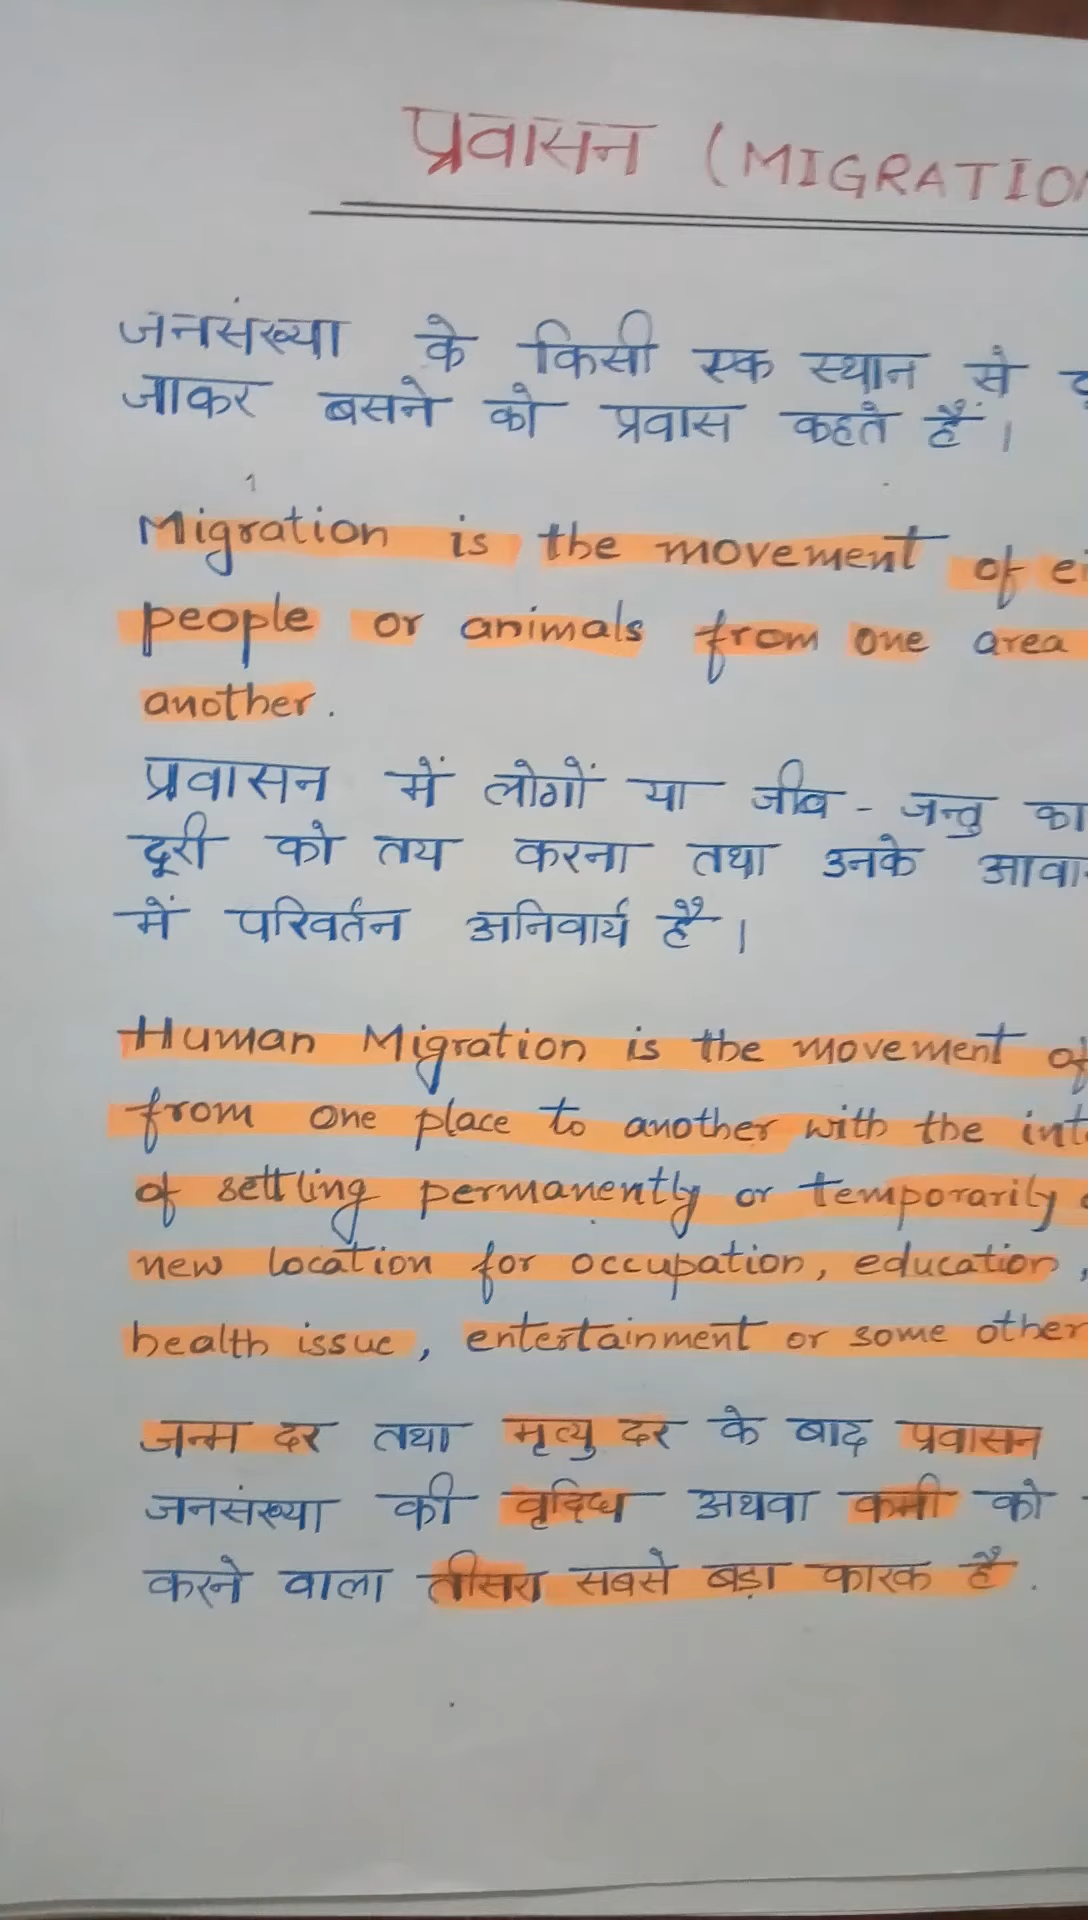 प्रवासन (MIGRATION
जनसंख्या के किसी एक स्थान से
जाकर बसने को प्रवास कहते हैं।
1
Migration is the movement of
people or animals from one area
another.
प्रवासन में लोगों या जीव - जन्तु का
दूरी को तय करना तथा उनके
में परिवर्तन अनिवार्य है।
Human Migration is the movement of
from one place to another with the
of settling permanently or temporarily
new location for occupation, education,
health issue, entertainment or some other
जन्म दर तथा मृत्यु दर के बाद प्रवासन
जनसंख्या की वृद्धि अथवा कमी को
करने वाला तीसरा सबसे बड़ा कारक है.